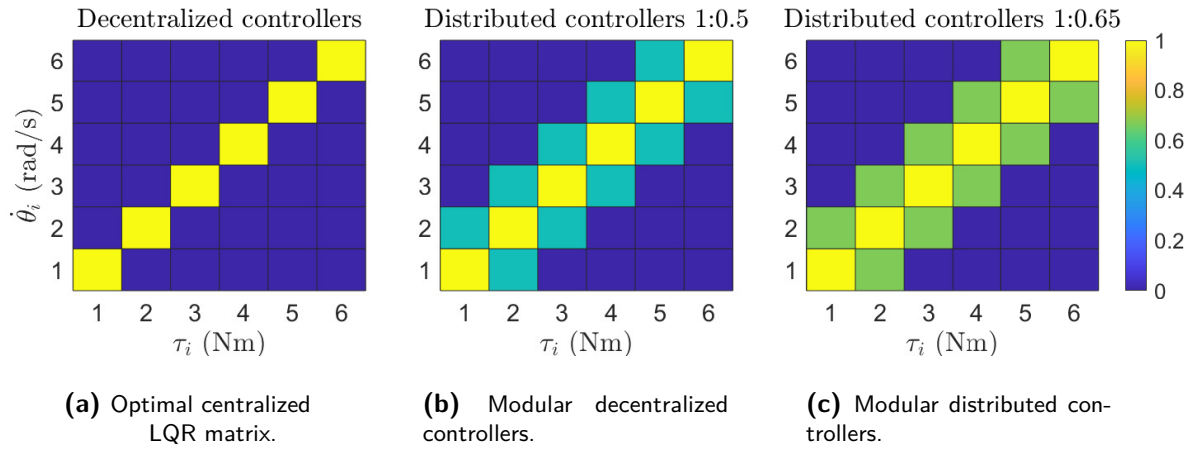 Decentralized controllers
Distributed controllers 1:0.5
Distributed controllers 1:0.65
θ̇ᵢ (rad/s)
6
5
4
3
2
1
1 2 3 4 5 6
τᵢ (Nm)
6
5
4
3
2
1
1 2 3 4 5 6
τᵢ (Nm)
6
5
4
3
2
1
1 2 3 4 5 6
τᵢ (Nm)
1
0.8
0.6
0.4
0.2
0
(a) Optimal centralized
LQR matrix.
(b) Modular decentralized
controllers.
(c) Modular distributed con-
trollers.